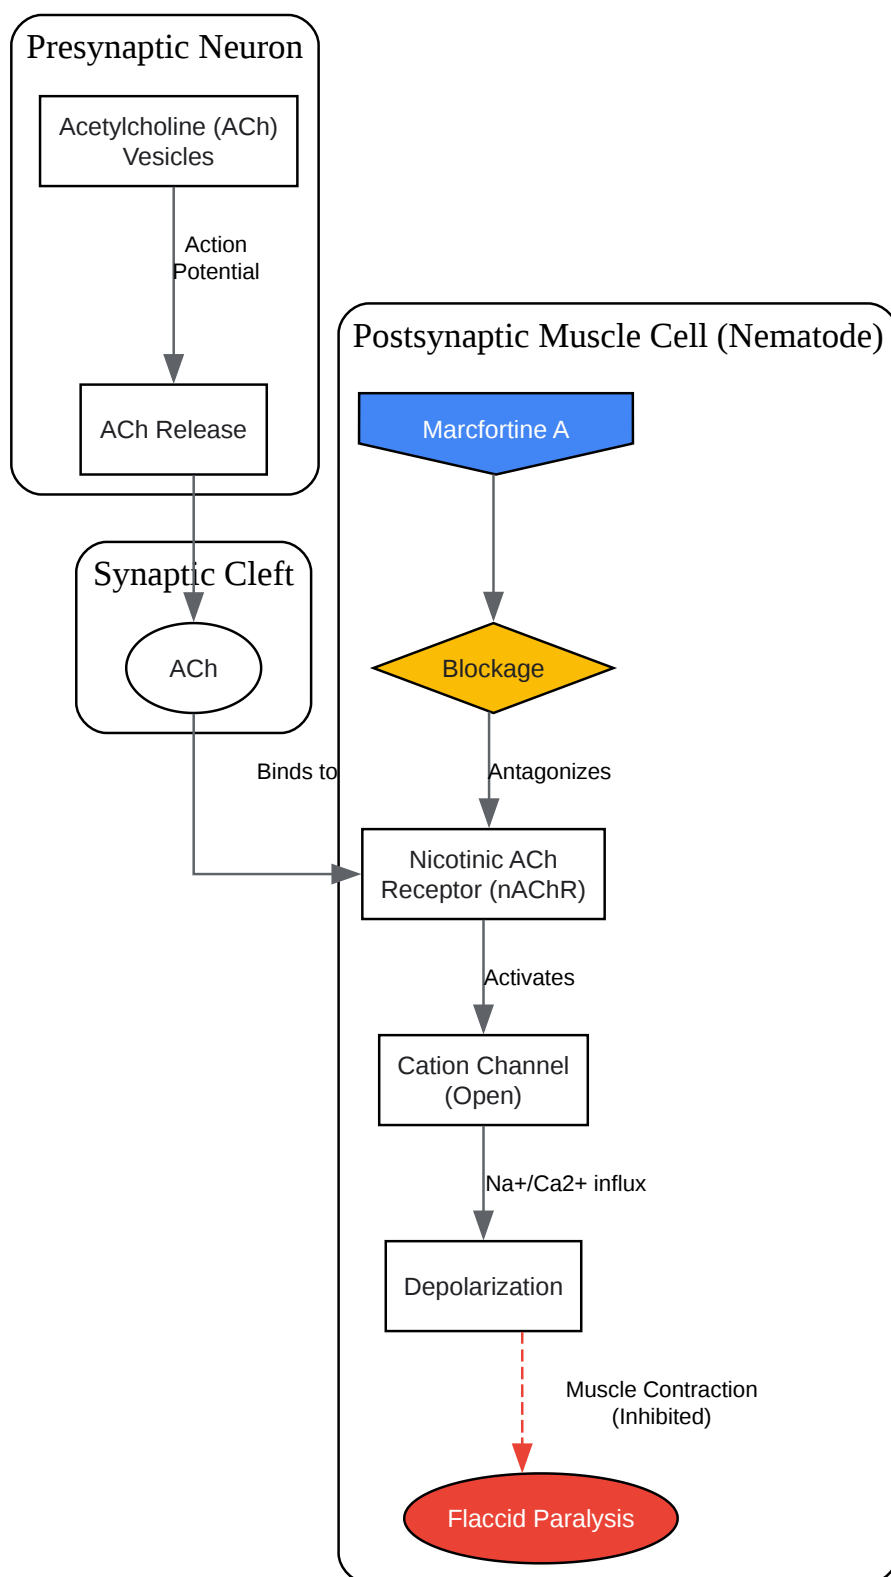 Presynaptic Neuron
Acetylcholine (ACh)
Vesicles
Action
Potential
ACh Release
Synaptic Cleft
ACh
Binds to
Postsynaptic Muscle Cell (Nematode)
Marcfortine A
Blockage
Antagonizes
Nicotinic ACh
Receptor (nAChR)
Activates
Cation Channel
(Open)
Na+/Ca2+ influx
Depolarization
Muscle Contraction
(Inhibited)
Flaccid Paralysis